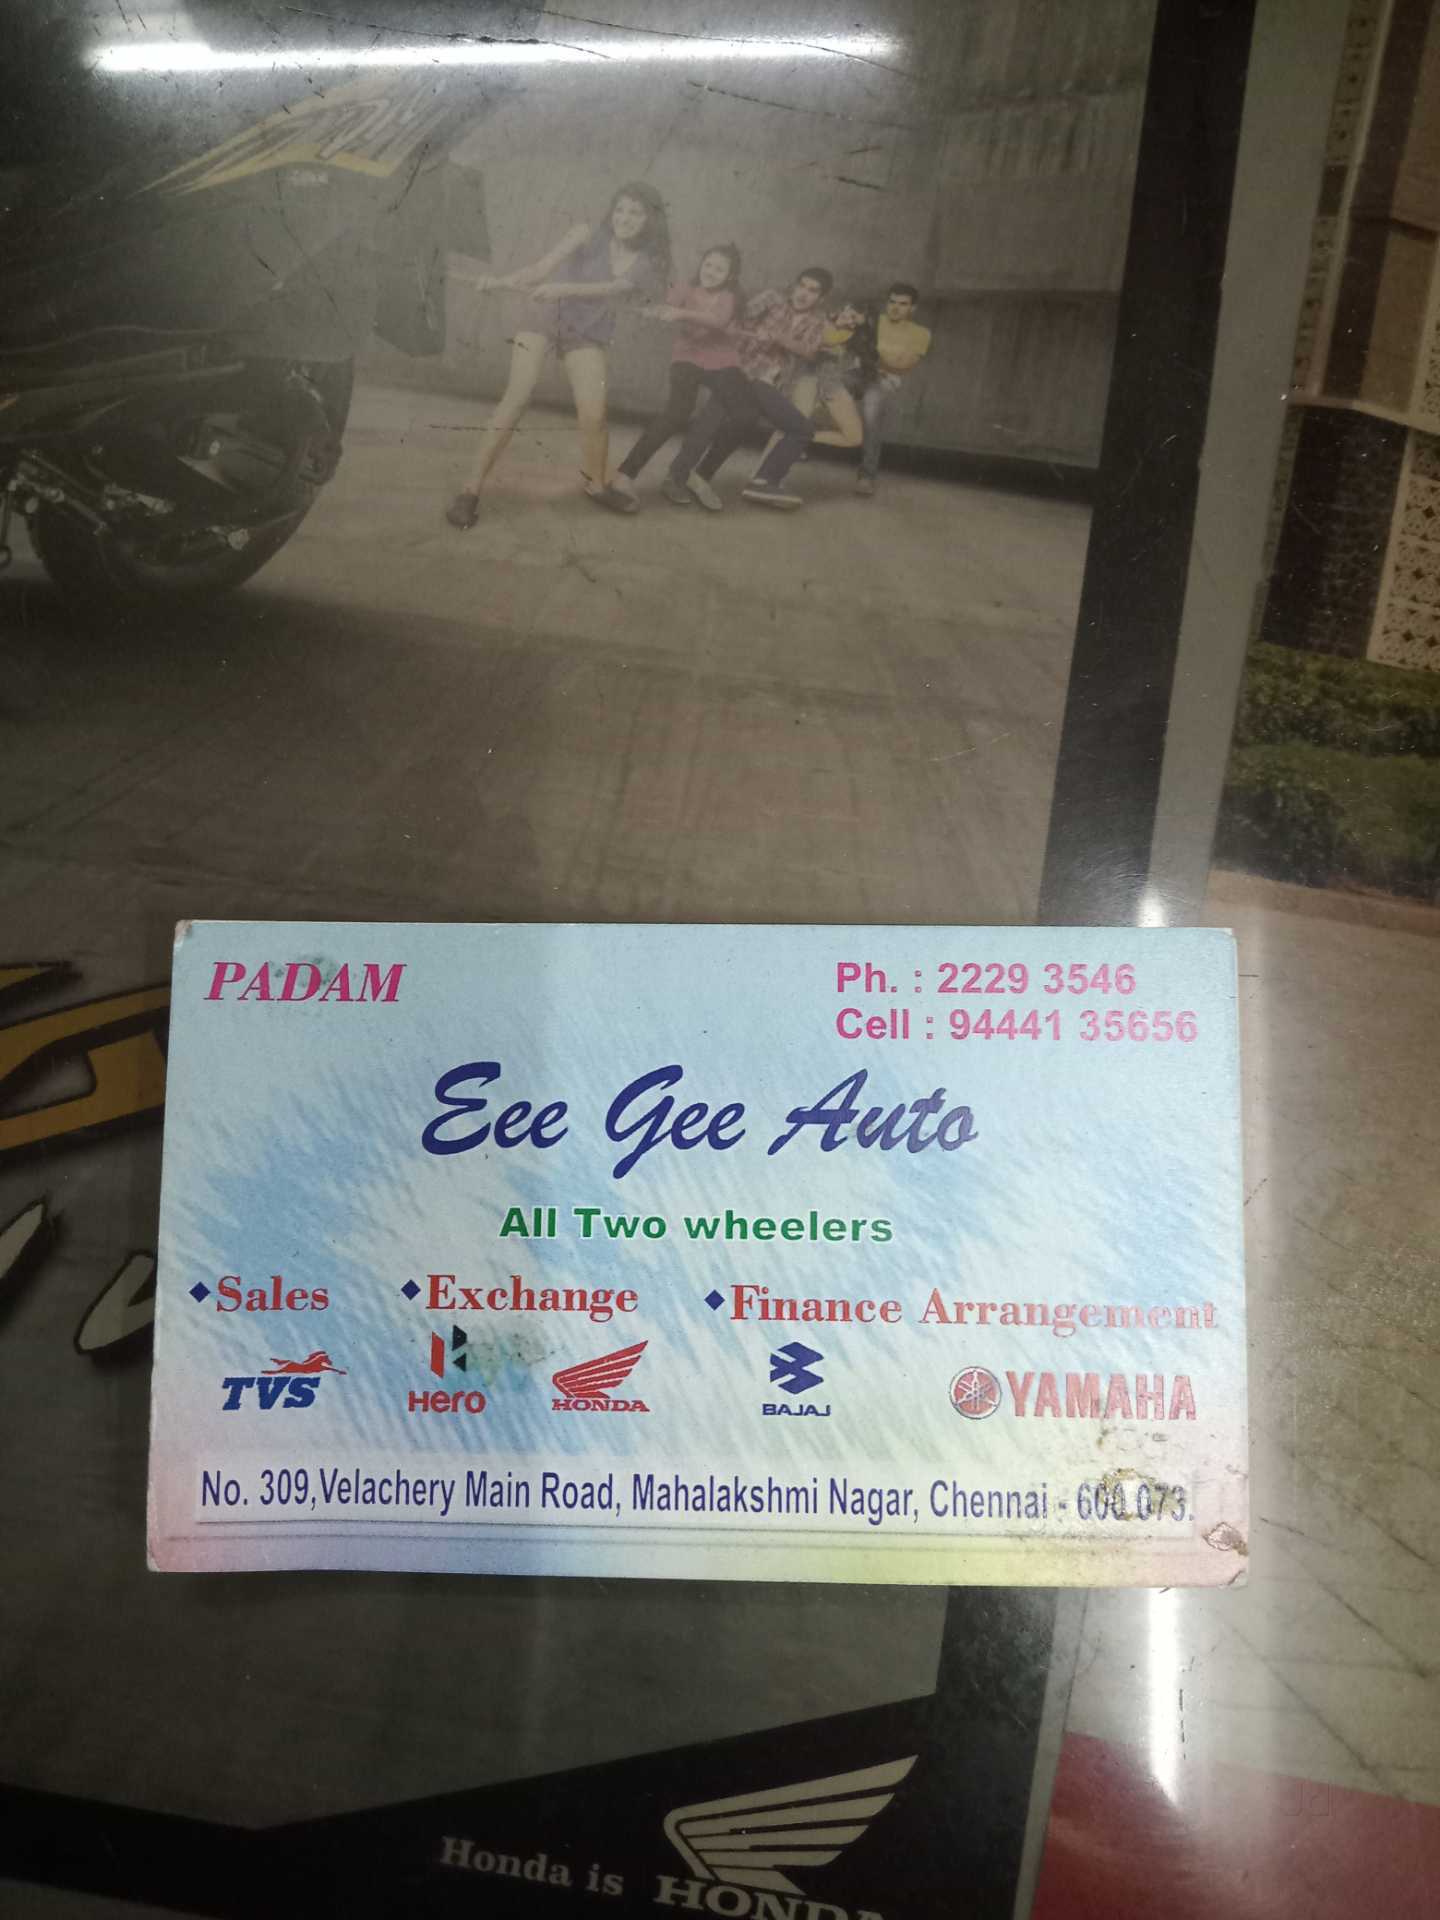 PADAM
Ph. : 2229 3546
Cell : 94441 35656
Eee Gee Auto
All Two wheelers
Sales Exchange Finance Arrangement
TVS Hero HONDA BAJAJ YAMAHA
No. 309,Velachery Main Road, Mahalakshmi Nagar, Chennai - 600 073.
Honda is HONDA
Jd